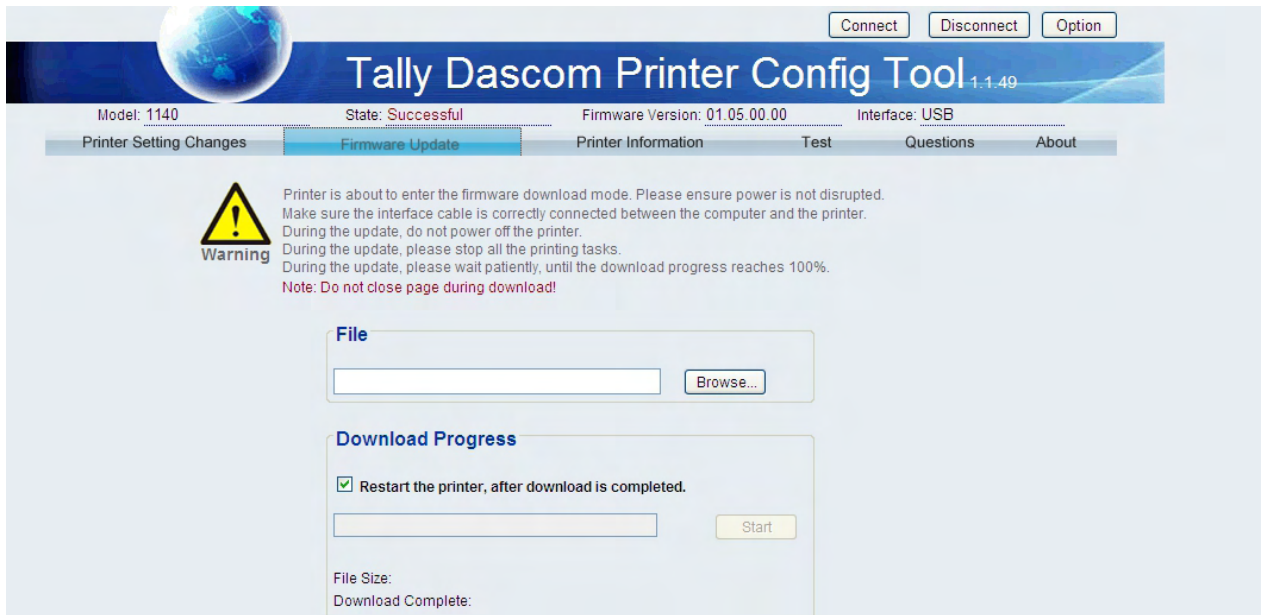 Connect Disconnect Option
Tally Dascom Printer Config Tool 1.1.49
Model: 1140 State: Successful Firmware Version: 01.05.00.00 Interface: USB
Printer Setting Changes Firmware Update Printer Information Test Questions About
Printer is about to enter the firmware download mode. Please ensure power is not disrupted.
Make sure the interface cable is correctly connected between the computer and the printer.
During the update, do not power off the printer.
During the update, please stop all the printing tasks.
During the update, please wait patiently, until the download progress reaches 100%.
Note: Do not close page during download!
Warning
File
Browse...
Download Progress
Restart the printer, after download is completed.
Start
File Size:
Download Complete: